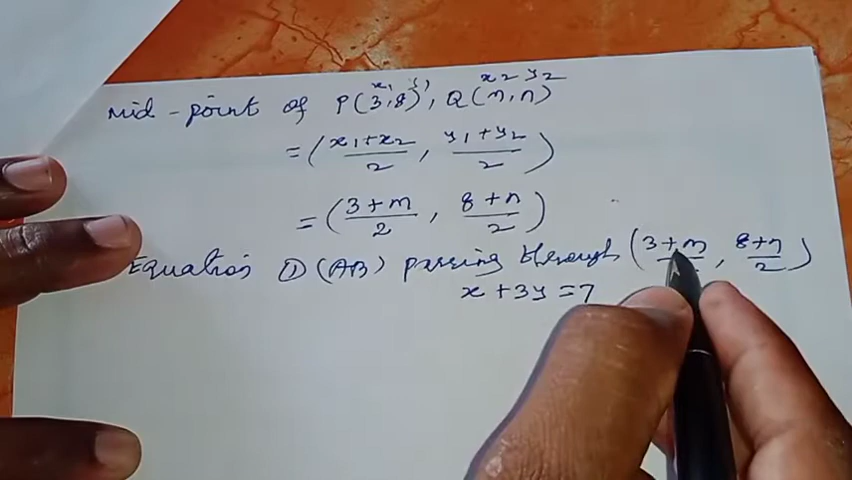 x₁ y₁ x₂ y₂
Mid-point of P(3,8), Q(m,n)
= (x₁+x₂/2, y₁+y₂/2)
= (3+m/2, 8+n/2)
Equation ① (AB) passing through (3+m/2, 8+n/2)
x+3y=7